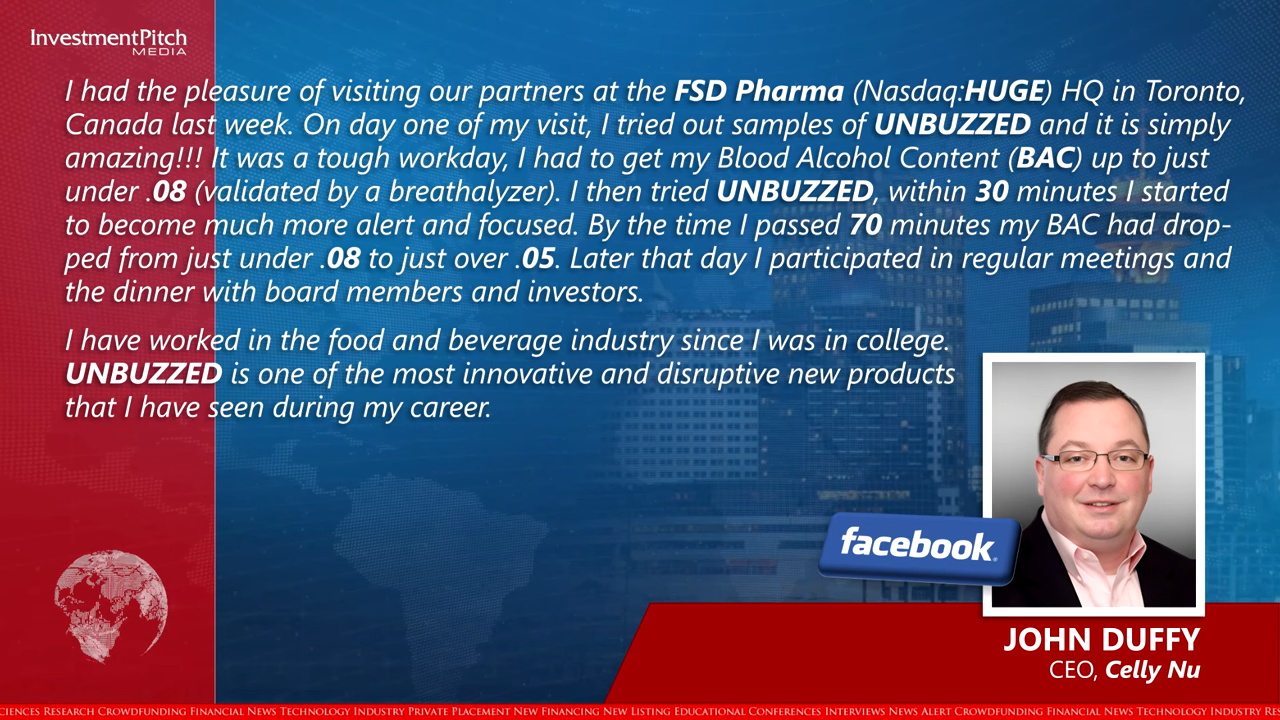 InvestmentPitch
MEDIA
I had the pleasure of visiting our partners at the FSD Pharma (Nasdaq:HUGE) HQ in Toronto,
Canada last week. On day one of my visit, I tried out samples of UNBUZZED and it is simply
amazing!!! It was a tough workday, I had to get my Blood Alcohol Content (BAC) up to just
under .08 (validated by a breathalyzer). I then tried UNBUZZED, within 30 minutes I started
to become much more alert and focused. By the time I passed 70 minutes my BAC had drop-
ped from just under .08 to just over .05. Later that day I participated in regular meetings and
the dinner with board members and investors.
I have worked in the food and beverage industry since I was in college.
UNBUZZED is one of the most innovative and disruptive new products
that I have seen during my career.
facebook
JOHN DUFFY
CEO, Celly Nu
CIENCES RESEARCH CROWDFUNDING FINANCIAL NEWS TECHNOLOGY INDUSTRY PRIVATE PLACEMENT NEW FINANCING NEW LISTING EDUCATIONAL CONFERENCES INTERVIEWS NEWS ALERT CROWDFUNDING FINANCIAL NEWS TECHNOLOGY INDUSTRY RE